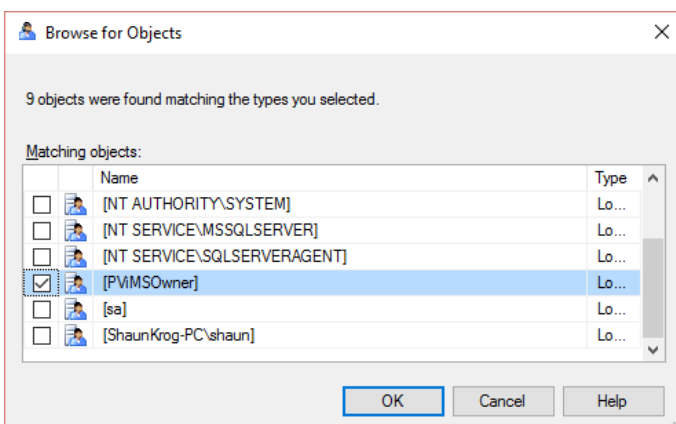 Browse for Objects
9 objects were found matching the types you selected.
Matching objects:
Name Type
[NT AUTHORITY\SYSTEM] Lo...
[NT SERVICE\MSSQLSERVER] Lo...
[NT SERVICE\SQLSERVERAGENT] Lo...
[PViMSOwner] Lo...
[sa] Lo...
[ShaunKrog-PC\shaun] Lo...
OK Cancel Help